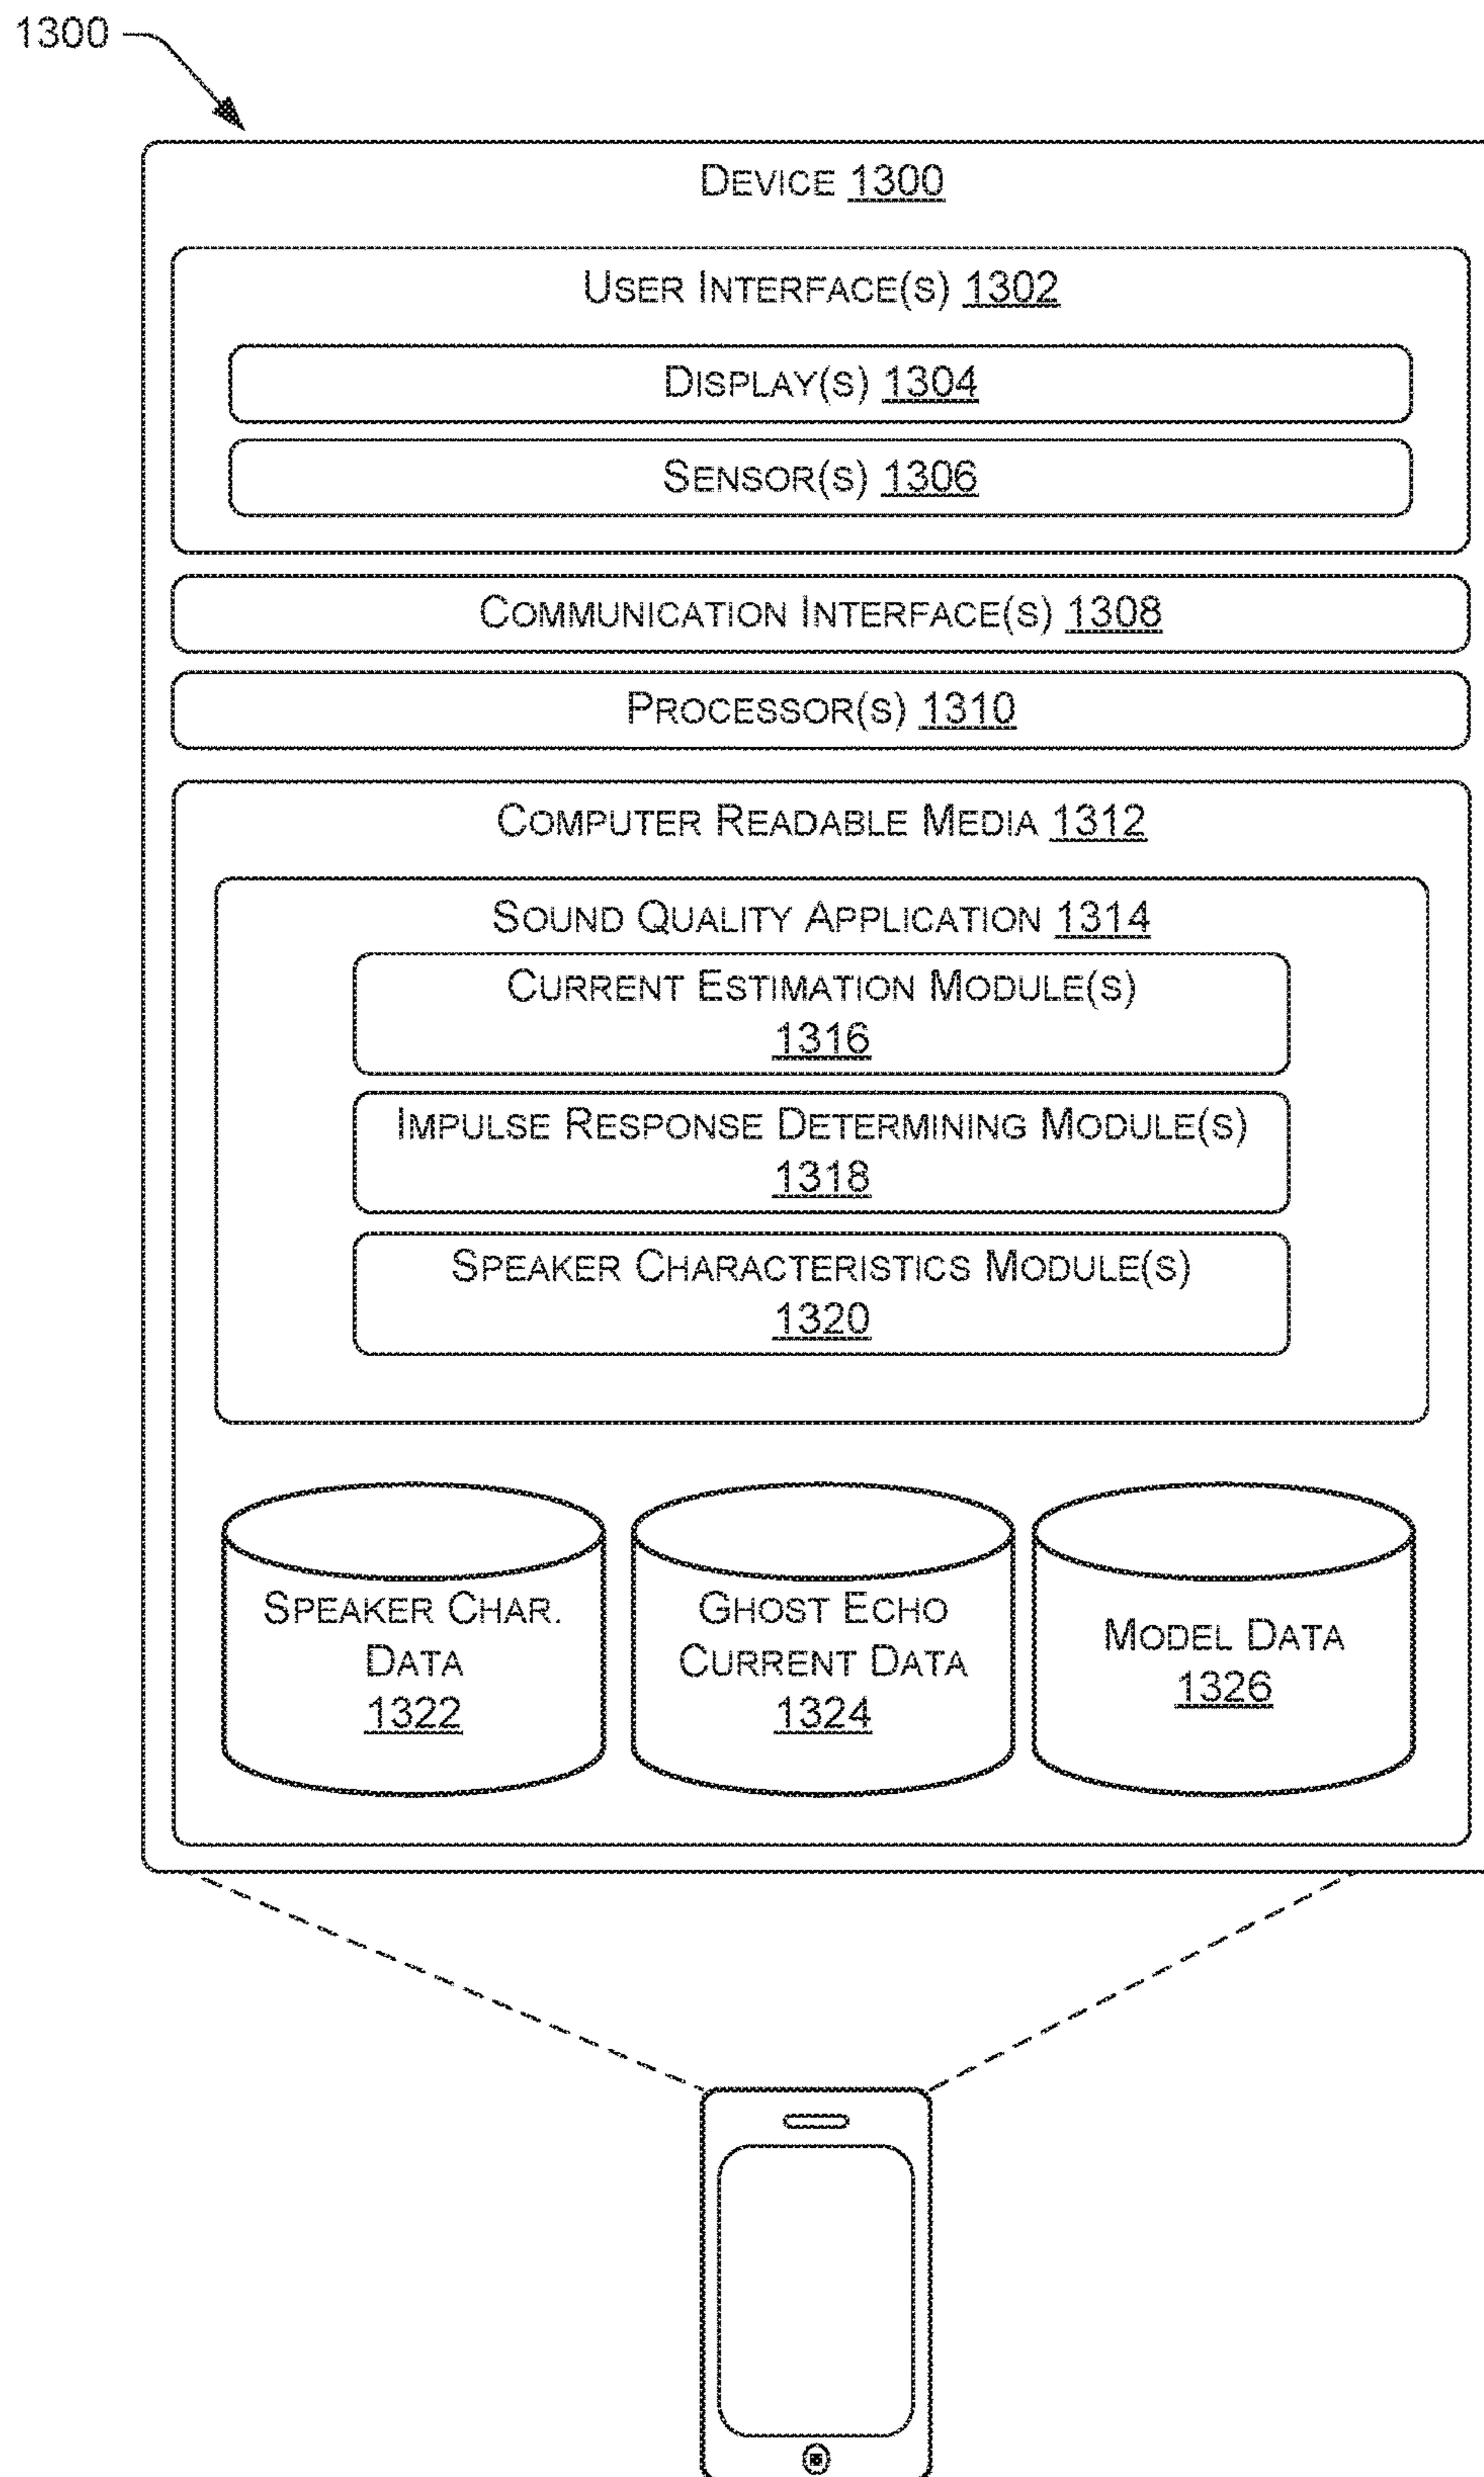 1300
DEVICE 1300
USER INTERFACE(S) 1302
DISPLAY(S) 1304
SENSOR(S) 1306
COMMUNICATION INTERFACE(S) 1308
PROCESSOR(S) 1310
COMPUTER READABLE MEDIA 1312
SOUND QUALITY APPLICATION 1314
CURRENT ESTIMATION MODULE(S)
1316
IMPULSE RESPONSE DETERMINING MODULE(S)
1318
SPEAKER CHARACTERISTICS MODULE(S)
1320
SPEAKER CHAR.
DATA
1322
GHOST ECHO
CURRENT DATA
1324
MODEL DATA
1326